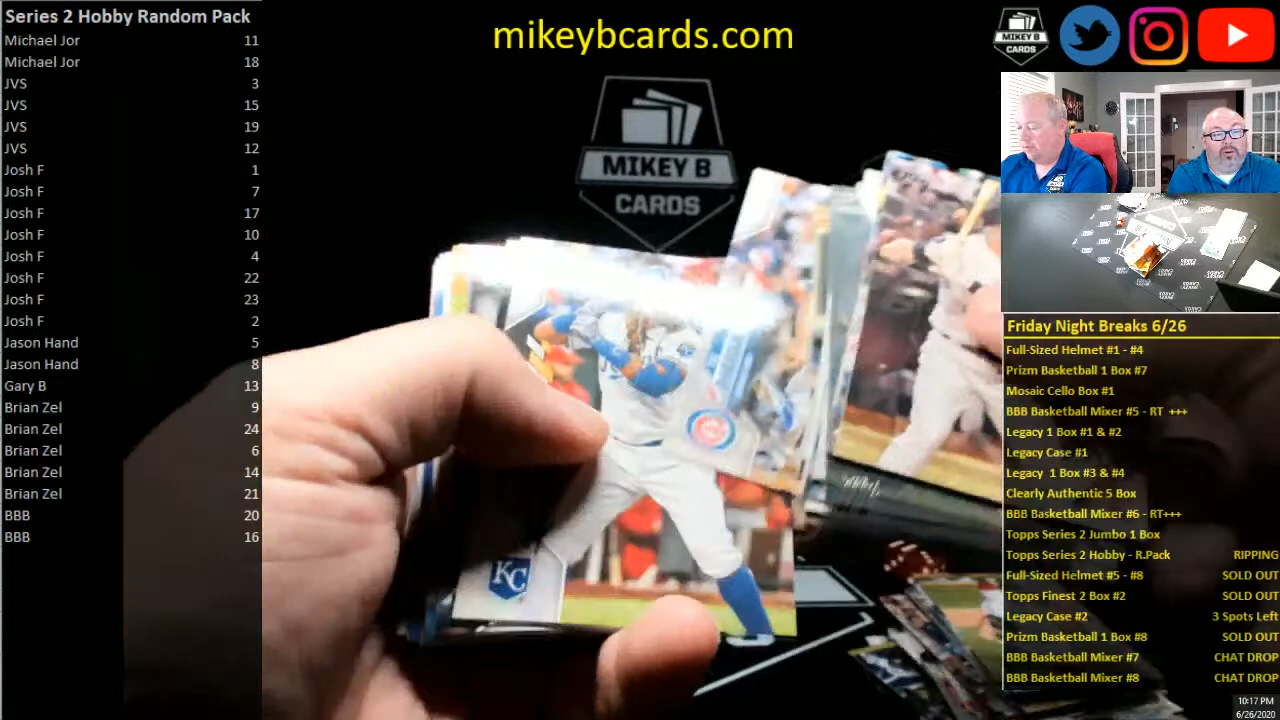 Series 2 Hobby Random Pack
Michael Jor 11
Michael Jor 18
JVS 3
JVS 15
JVS 19
JVS 12
Josh F 1
Josh F 7
Josh F 17
Josh F 10
Josh F 4
Josh F 22
Josh F 23
Josh F 2
Jason Hand 5
Jason Hand 8
Gary B 13
Brian Zel 9
Brian Zel 24
Brian Zel 6
Brian Zel 14
Brian Zel 21
BBB 20
BBB 16
mikeybcards.com
MIKEY B
CARDS
KC
MIKEY B
CARDS
Friday Night Breaks 6/26
Full-Sized Helmet #1 - #4
Prizm Basketball 1 Box #7
Mosaic Cello Box #1
BBB Basketball Mixer #5 - RT +++
Legacy 1 Box #1 & #2
Legacy Case #1
Legacy 1 Box #3 & #4
Clearly Authentic 5 Box
BBB Basketball Mixer #6 - RT+++
Topps Series 2 Jumbo 1 Box
Topps Series 2 Hobby - R.Pack RIPPING
Full-Sized Helmet #5 - #8 SOLD OUT
Topps Finest 2 Box #2 SOLD OUT
Legacy Case #2 3 Spots Left
Prizm Basketball 1 Box #8 SOLD OUT
BBB Basketball Mixer #7 CHAT DROP
BBB Basketball Mixer #8 CHAT DROP
10:17 PM
6/26/2020